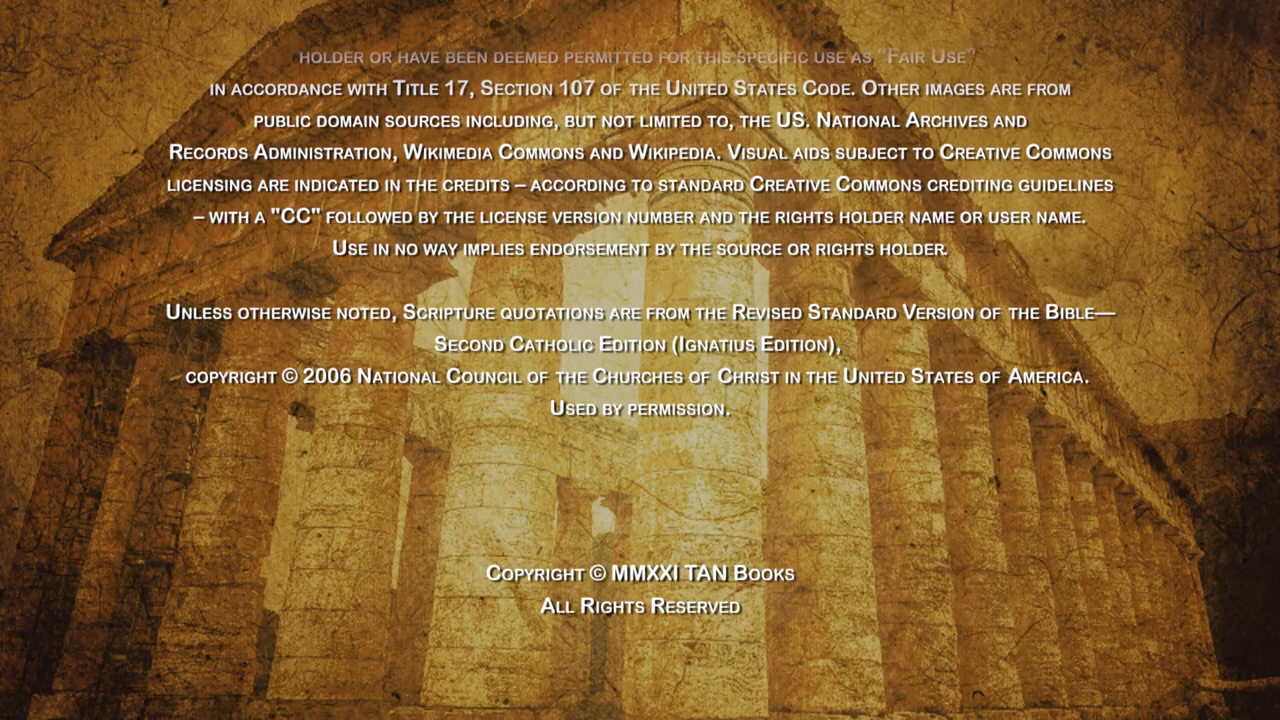 holder or have been deemed permitted for this specific use as "Fair Use"
in accordance with Title 17, Section 107 of the United States Code. Other images are from
public domain sources including, but not limited to, the US. National Archives and
Records Administration, Wikimedia Commons and Wikipedia. Visual aids subject to Creative Commons
licensing are indicated in the credits – according to standard Creative Commons crediting guidelines
– with a "CC" followed by the license version number and the rights holder name or user name.
Use in no way implies endorsement by the source or rights holder.
Unless otherwise noted, Scripture quotations are from the Revised Standard Version of the Bible—
Second Catholic Edition (Ignatius Edition),
copyright © 2006 National Council of the Churches of Christ in the United States of America.
Used by permission.
Copyright © MMXXI TAN Books
All Rights Reserved